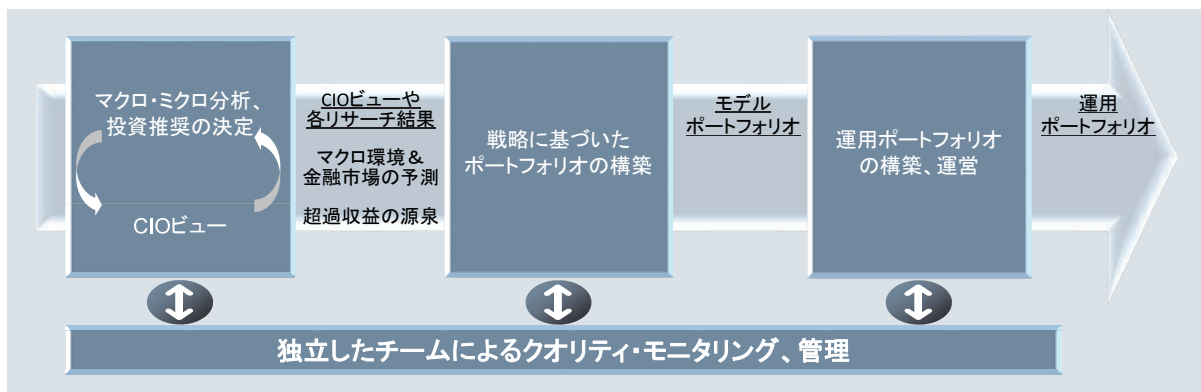 マクロ・ミクロ分析、
投資推奨の決定
CIOビュー
CIOビューや
各リサーチ結果
マクロ環境＆
金融市場の予測
超過収益の源泉
戦略に基づいた
ポートフォリオの構築
モデル
ポートフォリオ
運用ポートフォリオ
の構築、運営
運用
ポートフォリオ
独立したチームによるクオリティ・モニタリング、管理